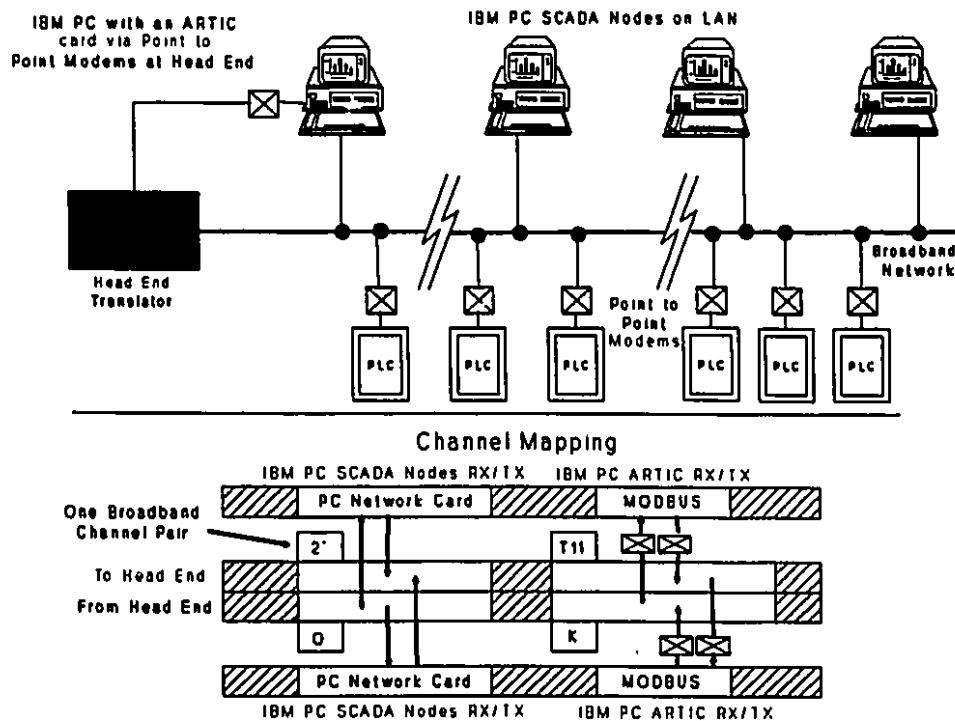 IBM PC with an ARTIC
card via Point to
Point Modems at Head End
IBM PC SCADA Nodes on LAN
Head End
Translator
Broadband
Network
Point to
Point
Modems
PLC
PLC
PLC
PLC
PLC
PLC
Channel Mapping
IBM PC SCADA Nodes RX/TX
IBM PC ARTIC RX/TX
PC Network Card
MODBUS
One Broadband
Channel Pair
2'
T11
To Head End
From Head End
O
K
PC Network Card
MODBUS
IBM PC SCADA Nodes RX/TX
IBM PC ARTIC RX/TX